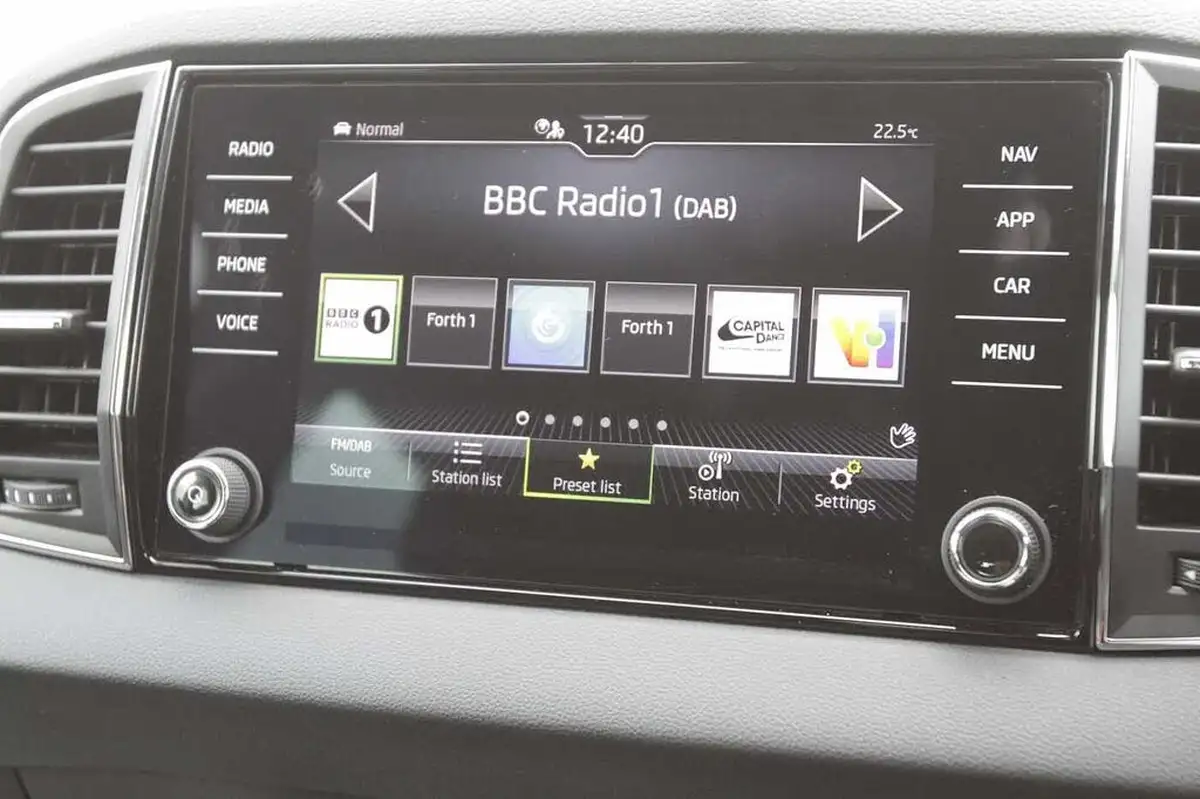 Normal
12:40
22.5°C
RADIO
MEDIA
PHONE
VOICE
BBC Radio1 (DAB)
NAV
APP
CAR
MENU
BBC
RADIO 1
Forth 1
Forth 1
CAPITAL
DANCE
FM/DAB
Source
Station list
Preset list
Station
Settings